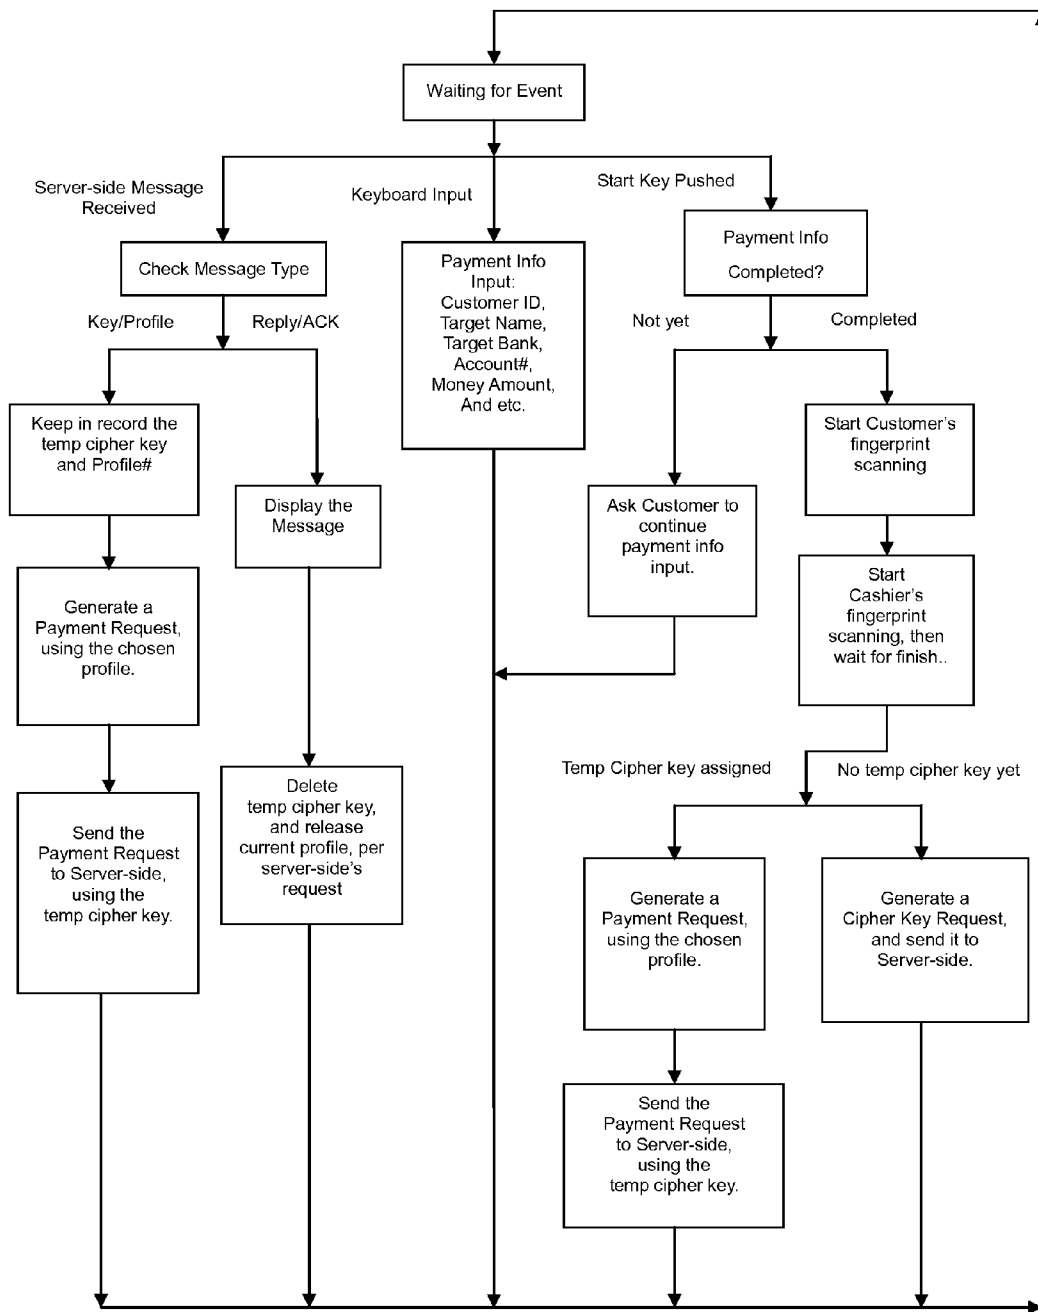 Waiting for Event
Server-side Message
Received
Keyboard Input
Start Key Pushed
Check Message Type
Payment Info
Input:
Customer ID,
Target Name,
Target Bank,
Account#,
Money Amount,
And etc.
Payment Info
Completed?
Key/Profile
Reply/ACK
Not yet
Completed
Keep in record the
temp cipher key
and Profile#
Display the
Message
Ask Customer to
continue
payment info
input.
Start Customer's
fingerprint
scanning
Generate a
Payment Request,
using the chosen
profile.
Start
Cashier's
fingerprint
scanning, then
wait for finish..
Temp Cipher key assigned
No temp cipher key yet
Send the
Payment Request
to Server-side,
using the
temp cipher key.
Delete
temp cipher key,
and release
current profile, per
server-side's
request
Generate a
Payment Request,
using the chosen
profile.
Generate a
Cipher Key Request,
and send it to
Server-side.
Send the
Payment Request
to Server-side,
using the
temp cipher key.